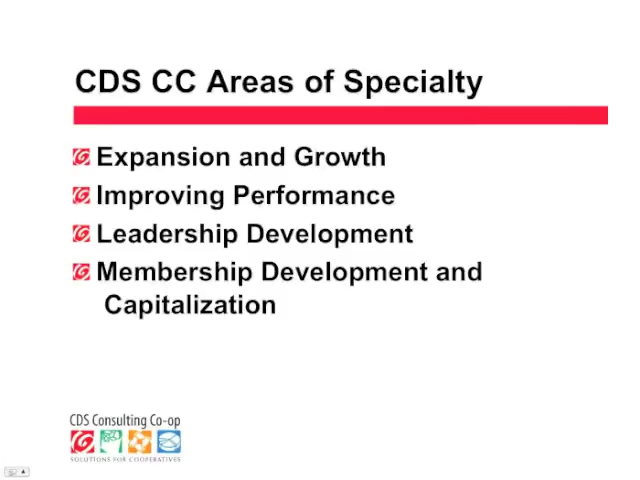 CDS CC Areas of Specialty
Expansion and Growth
Improving Performance
Leadership Development
Membership Development and
Capitalization
CDS Consulting Co-op
SOLUTIONS FOR COOPERATIVES